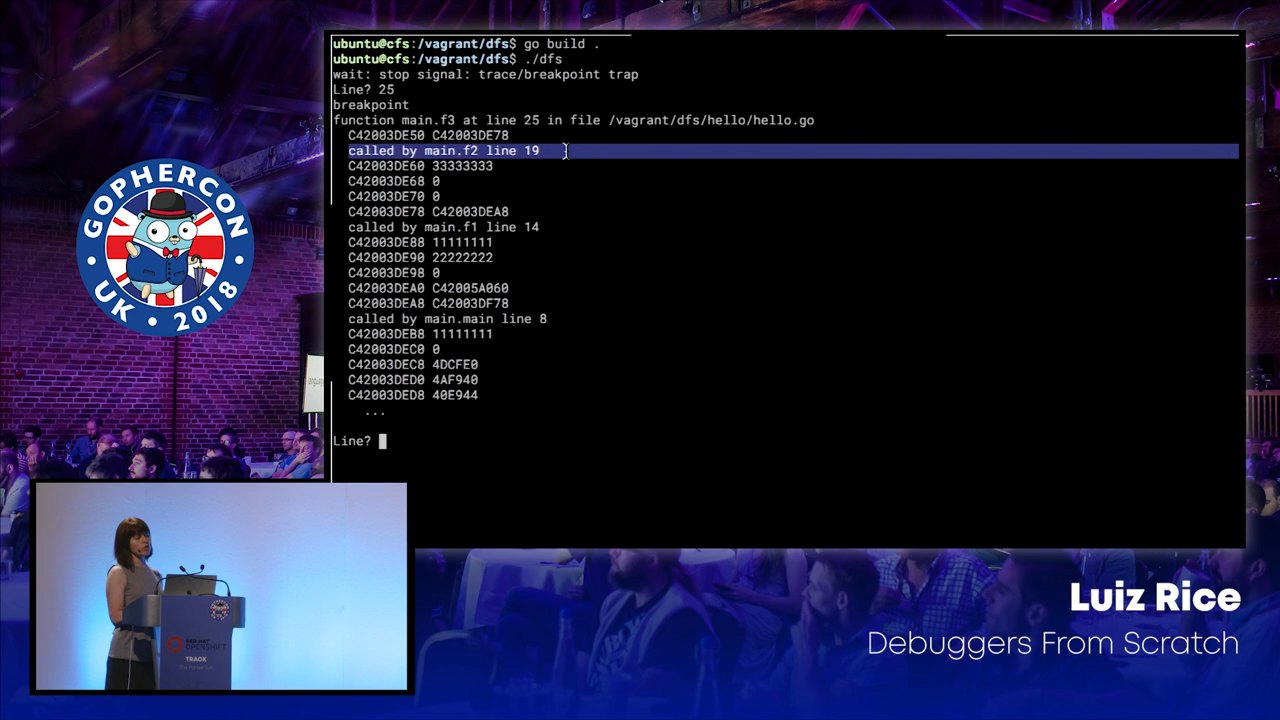 ubuntu@cfs:/vagrant/dfs$ go build .
ubuntu@cfs:/vagrant/dfs$ ./dfs
wait: stop signal: trace/breakpoint trap
Line? 25
breakpoint
function main.f3 at line 25 in file /vagrant/dfs/hello/hello.go
C42003DE50 C42003DE78
called by main.f2 line 19
C42003DE60 33333333
C42003DE68 0
C42003DE70 0
C42003DE78 C42003DEA8
called by main.f1 line 14
C42003DE88 11111111
C42003DE90 22222222
C42003DE98 0
C42003DEA0 C42005A060
C42003DEA8 C42003DF78
called by main.main line 8
C42003DEB8 11111111
C42003DEC0 0
C42003DEC8 4DCFE0
C42003DED0 4AF940
C42003DED8 40E944
...
Line?
GOPHERCON
UK • 2018
RED HAT
OPENSHIFT
TRACK
Luiz Rice
Debuggers From Scratch